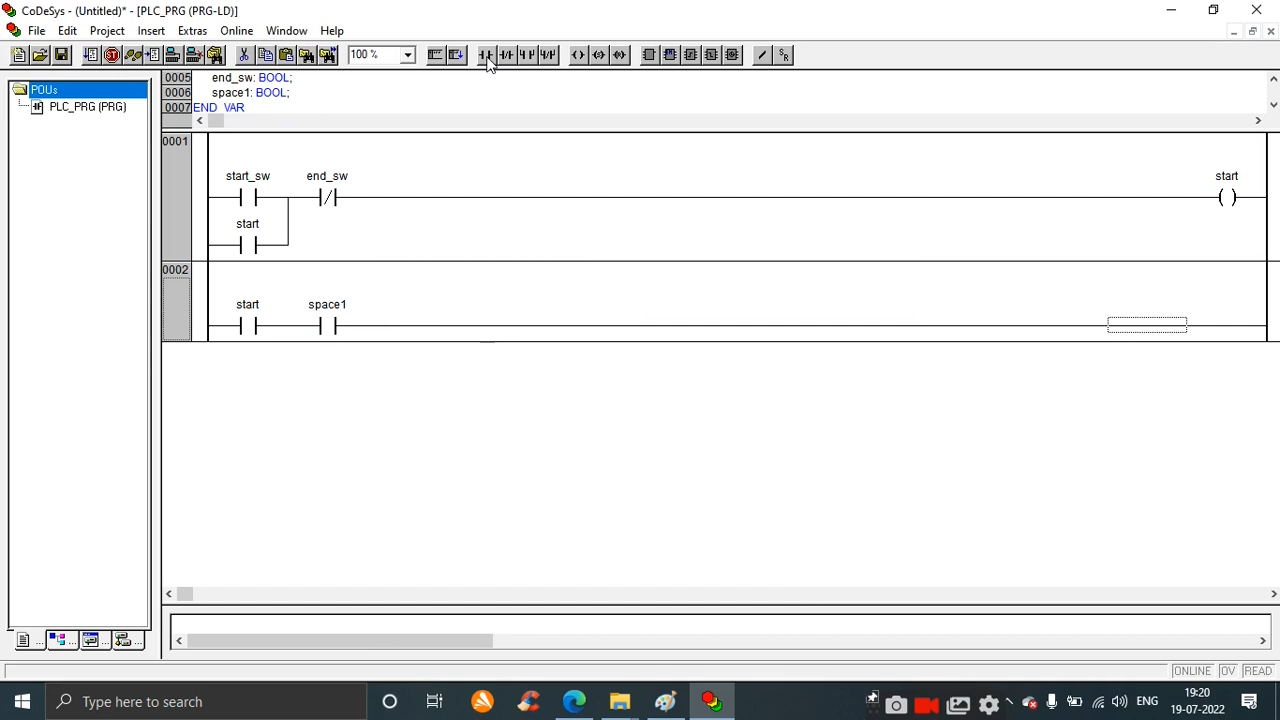 CoDeSys - (Untitled)* - [PLC_PRG (PRG-LD)]
File Edit Project Insert Extras Online Window Help
100 %
POUs
PLC_PRG (PRG)
0005 end_sw: BOOL;
0006 space1: BOOL;
0007 END_VAR
0001
start_sw end_sw start
start
0002
start space1
ONLINE OV READ
Type here to search
ENG
19:20
19-07-2022